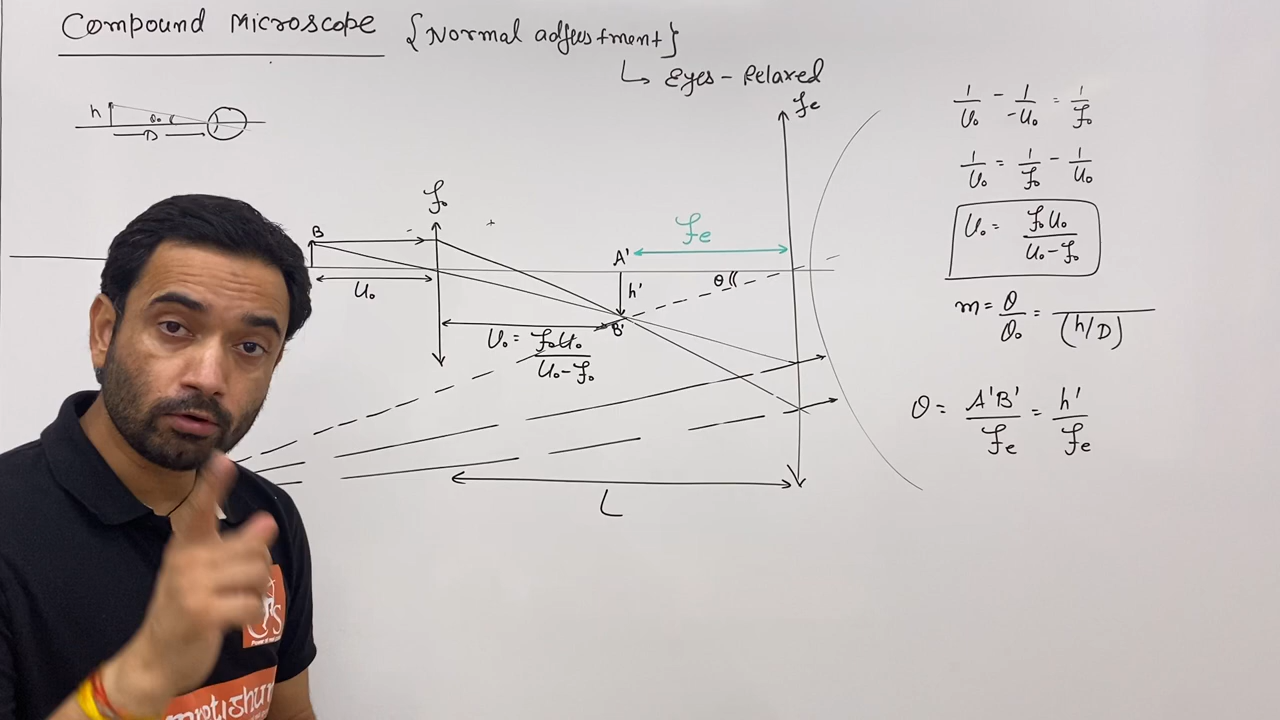 Compound Microscope {Normal adjustment}
↳ Eyes-Relaxed
h θ₀ D
fₑ
f₀
B
u₀
A'
fₑ
θ
h'
B'
v₀ = f₀u₀/(u₀-f₀)
L
1/v₀ - 1/-u₀ = 1/f₀
1/v₀ = 1/f₀ - 1/u₀
v₀ = f₀u₀/(u₀-f₀)
m = θ/θ₀ = /(h/D)
θ = A'B'/fₑ = h'/fₑ